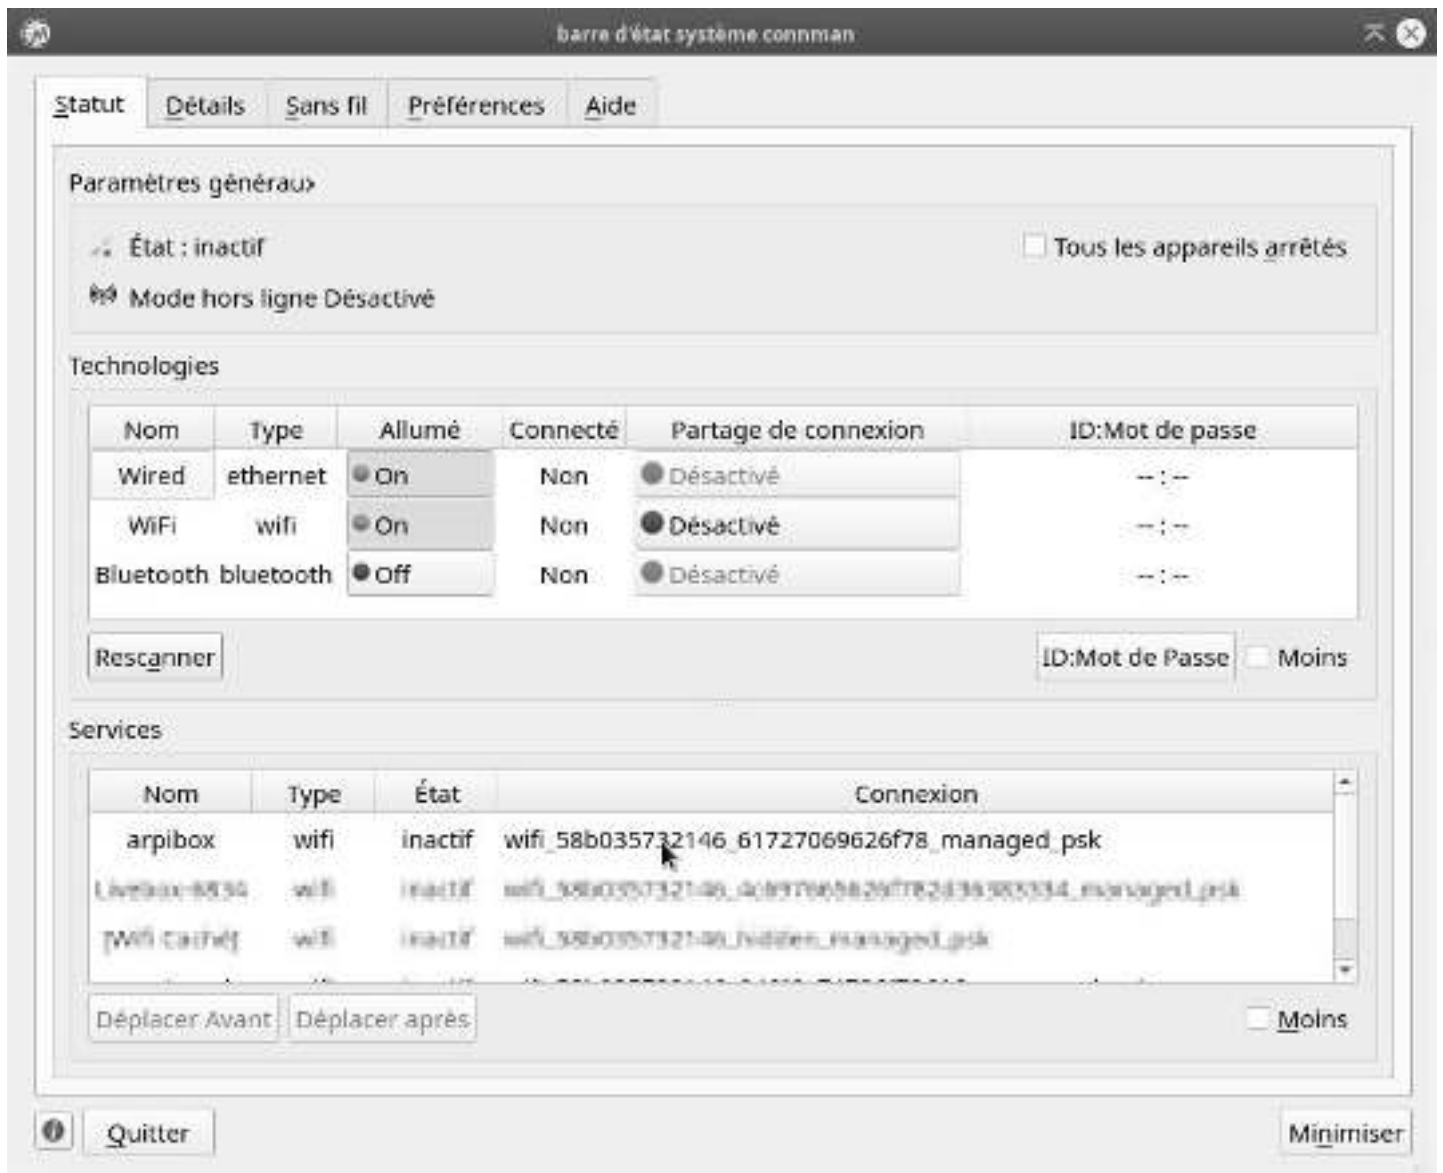 barre d'état système connman
Statut Détails Sans fil Préférences Aide
Paramètres générau
État : inactif Tous les appareils arrêtés
Mode hors ligne Désactivé
Technologies
Nom Type Allumé Connecté Partage de connexion ID:Mot de passe
Wired ethernet On Non Désactivé -- : --
WiFi wifi On Non Désactivé -- : --
Bluetooth bluetooth Off Non Désactivé -- : --
Rescanner ID:Mot de Passe Moins
Services
Nom Type État Connexion
arpibox wifi inactif wifi_58b035732146_61727069626f78_managed_psk
wifi inactif
[Wifi Caché] wifi inactif wifi_58b035732146_hidden_managed_psk
Déplacer Avant Déplacer après Moins
Quitter Minimiser